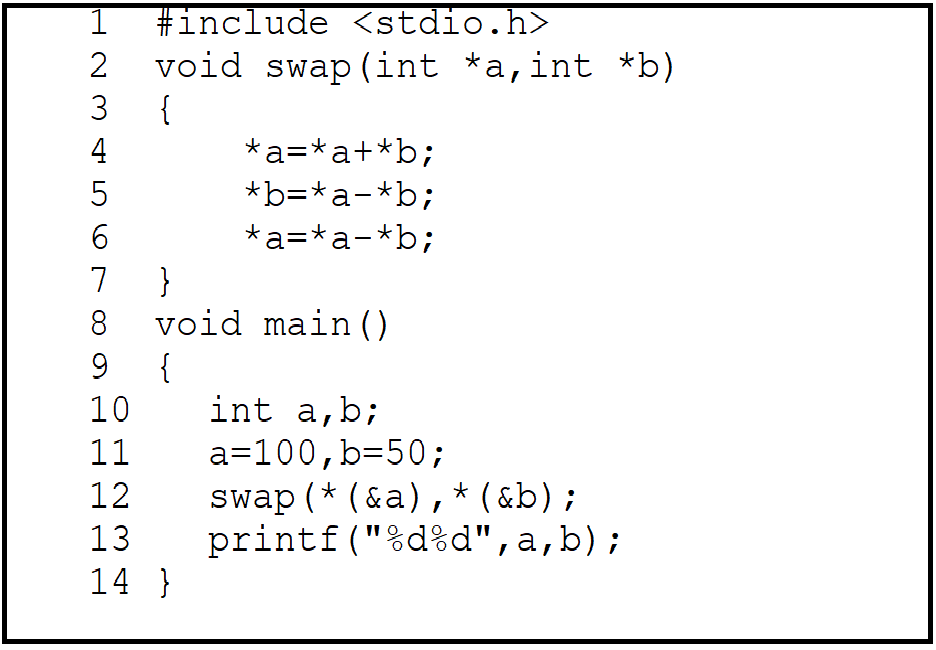 1 #include <stdio.h>
2 void swap(int *a,int *b)
3 {
4 *a=*a+*b;
5 *b=*a-*b;
6 *a=*a-*b;
7 }
8 void main()
9 {
10 int a,b;
11 a=100,b=50;
12 swap(*(&a),*(&b);
13 printf("%d%d",a,b);
14 }